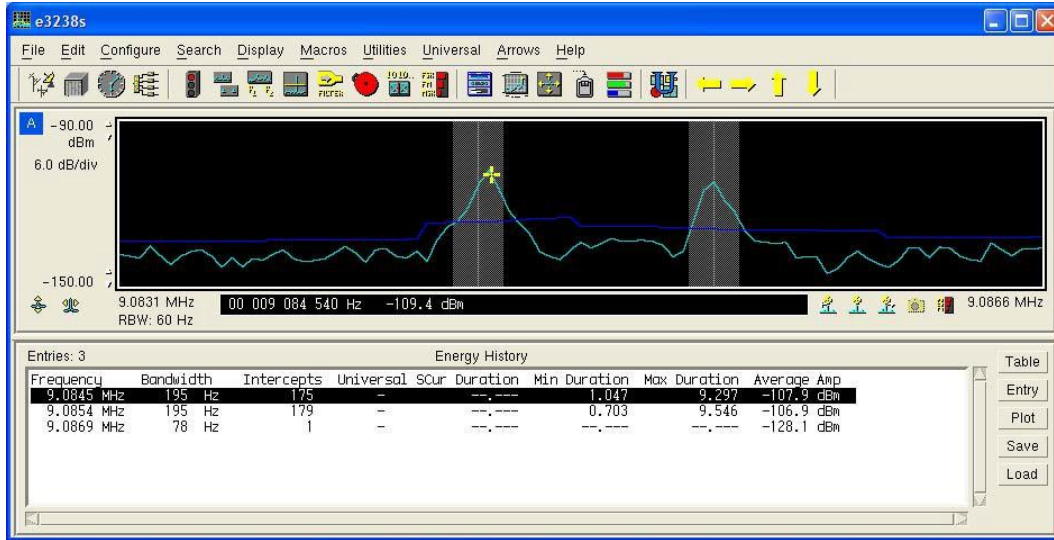 e3238s
File Edit Configure Search Display Macros Utilities Universal Arrows Help
FILTER
A -90.00
dBm
6.0 dB/div
-150.00
9.0831 MHz 00 009 084 540 Hz -109.4 dBm 9.0866 MHz
RBW: 60 Hz
Entries: 3 Energy History
Frequency Bandwidth Intercepts Universal SCur Duration Min Duration Max Duration Average Amp
9.0845 MHz 195 Hz 175 - --.--- 1.047 9.297 -107.9 dBm
9.0854 MHz 195 Hz 179 - --.--- 0.703 9.546 -106.9 dBm
9.0869 MHz 78 Hz 1 - --.--- --.--- --.--- -128.1 dBm
Table
Entry
Plot
Save
Load